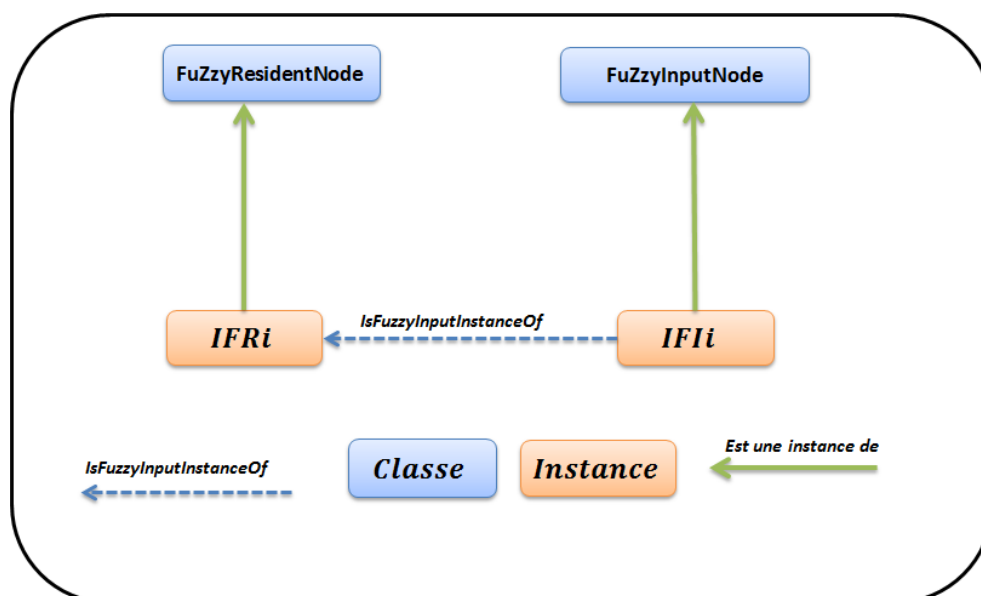 FuZzyResidentNode
FuZzyInputNode
IsFuzzyInputInstanceOf
IFRi
IFIi
IsFuzzyInputInstanceOf
Classe
Instance
Est une instance de